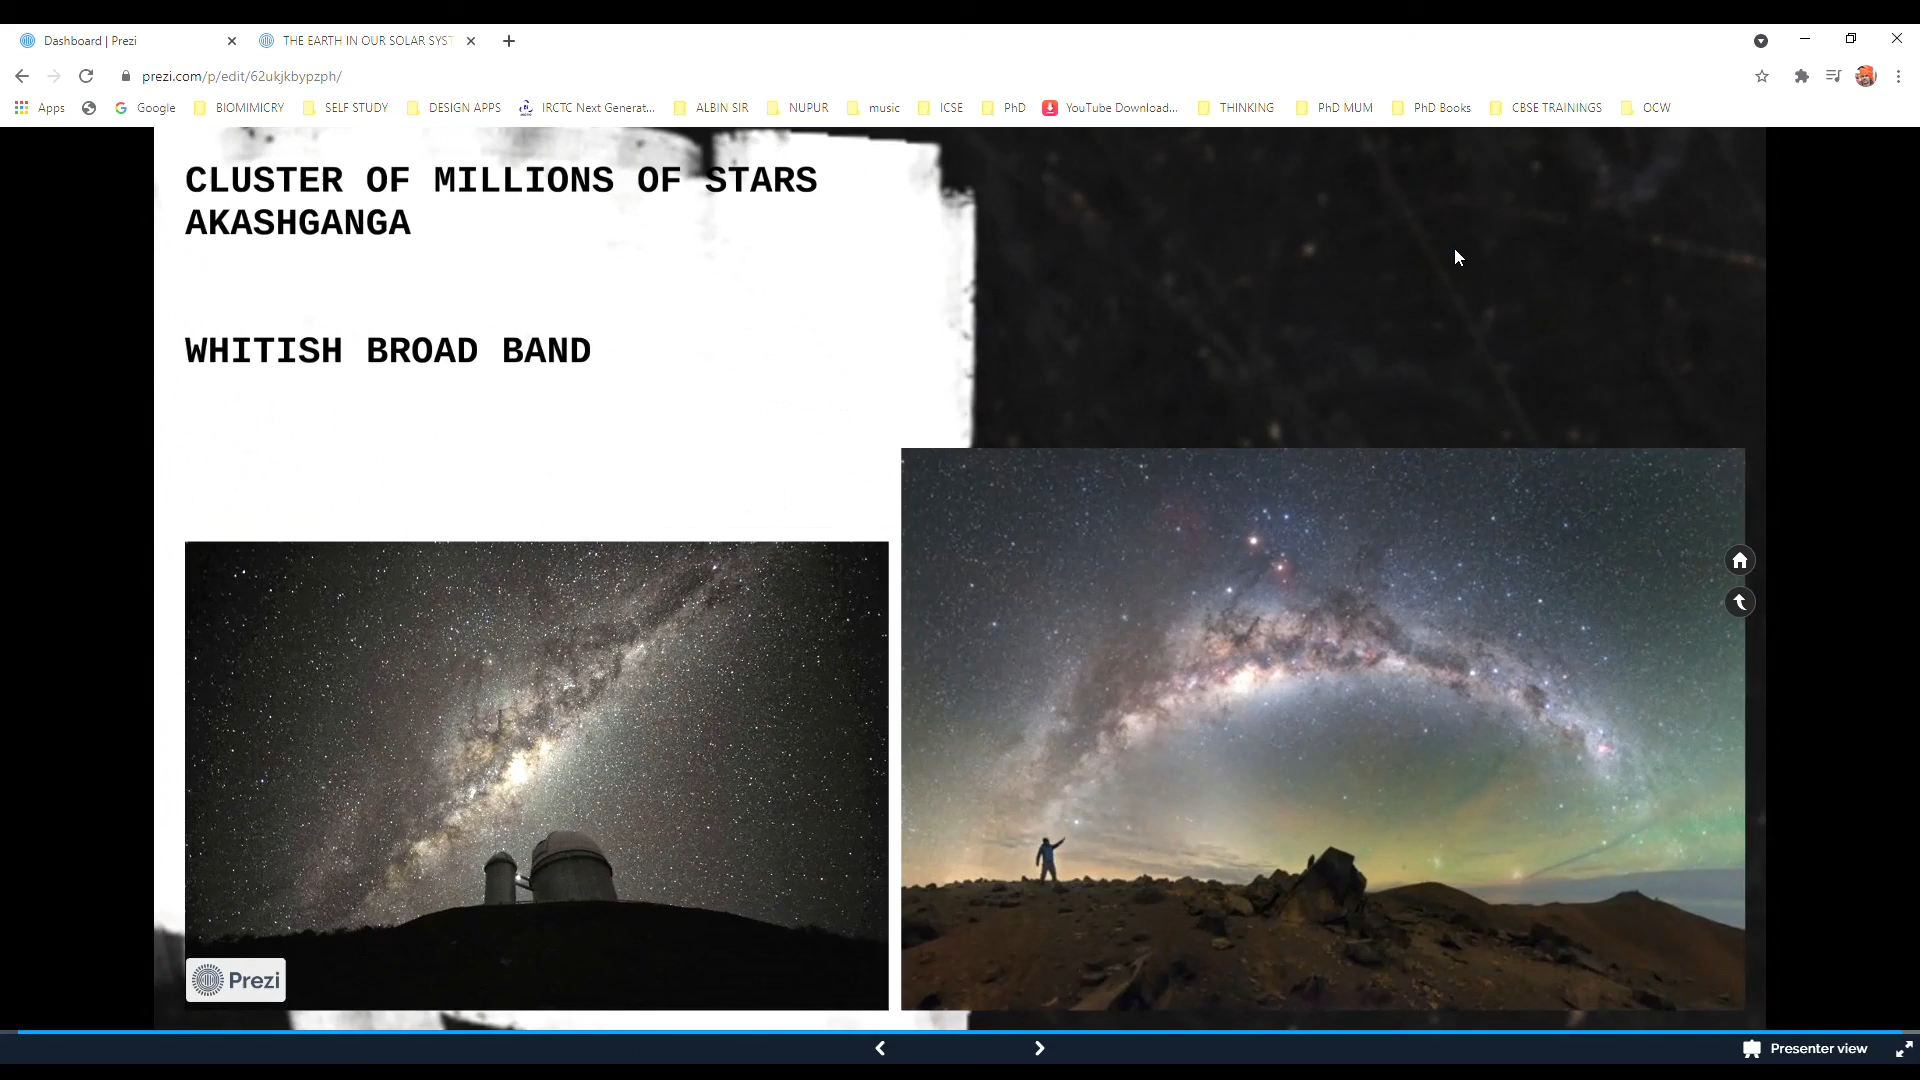 Dashboard | Prezi
THE EARTH IN OUR SOLAR SYST
prezi.com/p/edit/62ukjkbypzph/
Apps
Google
BIOMIMICRY
SELF STUDY
DESIGN APPS
IRCTC Next Generat...
ALBIN SIR
NUPUR
music
ICSE
PhD
YouTube Download...
THINKING
PhD MUM
PhD Books
CBSE TRAININGS
OCW
CLUSTER OF MILLIONS OF STARS
AKASHGANGA
WHITISH BROAD BAND
Prezi
Presenter view